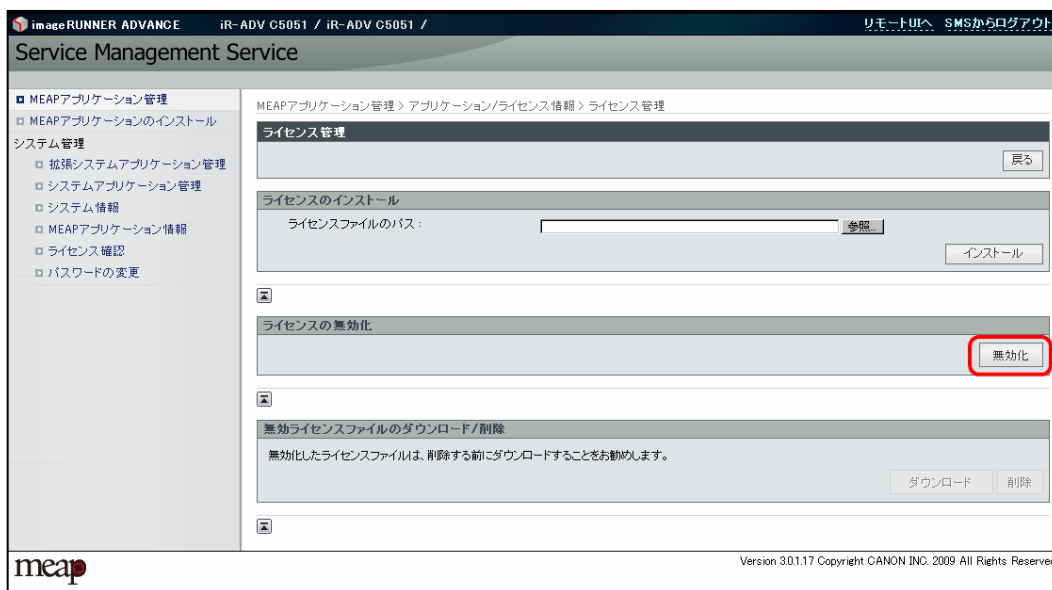 imageRUNNER ADVANCE iR-ADV C5051 / iR-ADV C5051 / リモートUIへ SMSからログアウト
Service Management Service
MEAPアプリケーション管理
MEAPアプリケーションのインストール
システム管理
拡張システムアプリケーション管理
システムアプリケーション管理
システム情報
MEAPアプリケーション情報
ライセンス確認
パスワードの変更
MEAPアプリケーション管理 > アプリケーション/ライセンス情報 > ライセンス管理
ライセンス管理
戻る
ライセンスのインストール
ライセンスファイルのパス :
参照...
インストール
ライセンスの無効化
無効化
無効ライセンスファイルのダウンロード/削除
無効化したライセンスファイルは、削除する前にダウンロードすることをお勧めします。
ダウンロード 削除
meap
Version 3.0.1.17 Copyright CANON INC. 2009 All Rights Reserve